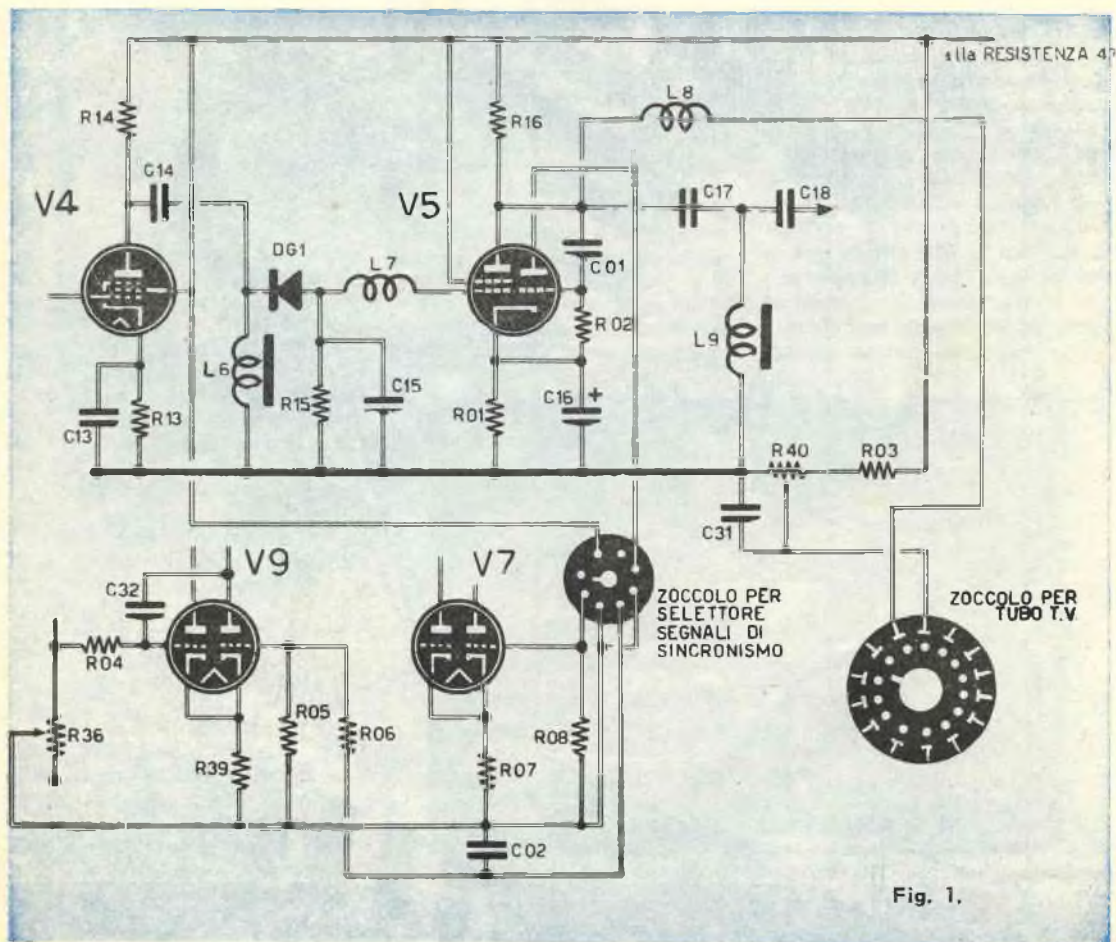 alla RESISTENZA 4
L8
R14
R16
C14
C17
C18
V4
V5
DG1
L7
C01
R02
L9
L6
C15
C16
+
R13
R15
R01
C13
R40
R03
C31
V9
V7
C32
ZOCCOLO PER
SELETTORE
SEGNALI DI
SINCRONISMO
ZOCCOLO PER
TUBO T.V.
R04
R05
R06
R08
R36
R39
R07
C02
Fig. 1.